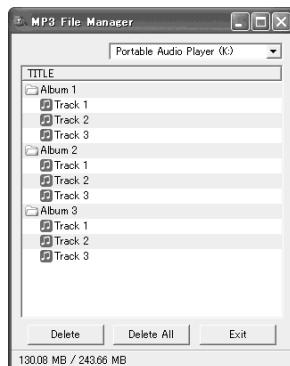 MP3 File Manager
Portable Audio Player (K:)
TITLE
Album 1
Track 1
Track 2
Track 3
Album 2
Track 1
Track 2
Track 3
Album 3
Track 1
Track 2
Track 3
Delete Delete All Exit
130.08 MB / 243.66 MB